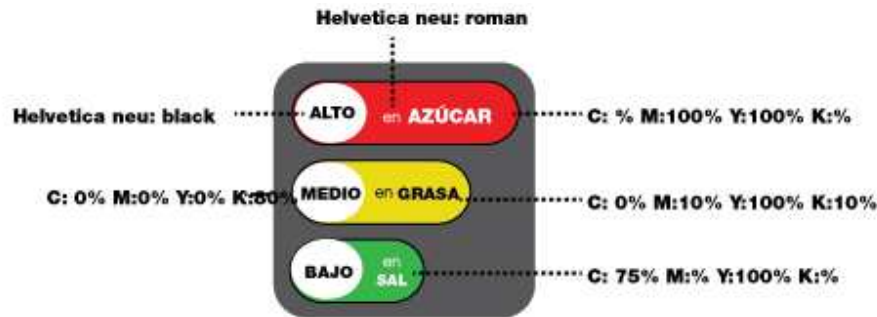 Helvetica neu: roman
Helvetica neu: black
ALTO en AZÚCAR
C: % M:100% Y:100% K:%
C: 0% M:0% Y:0% K:80%
MEDIO en GRASA
C: 0% M:10% Y:100% K:10%
BAJO en SAL
C: 75% M:% Y:100% K:%